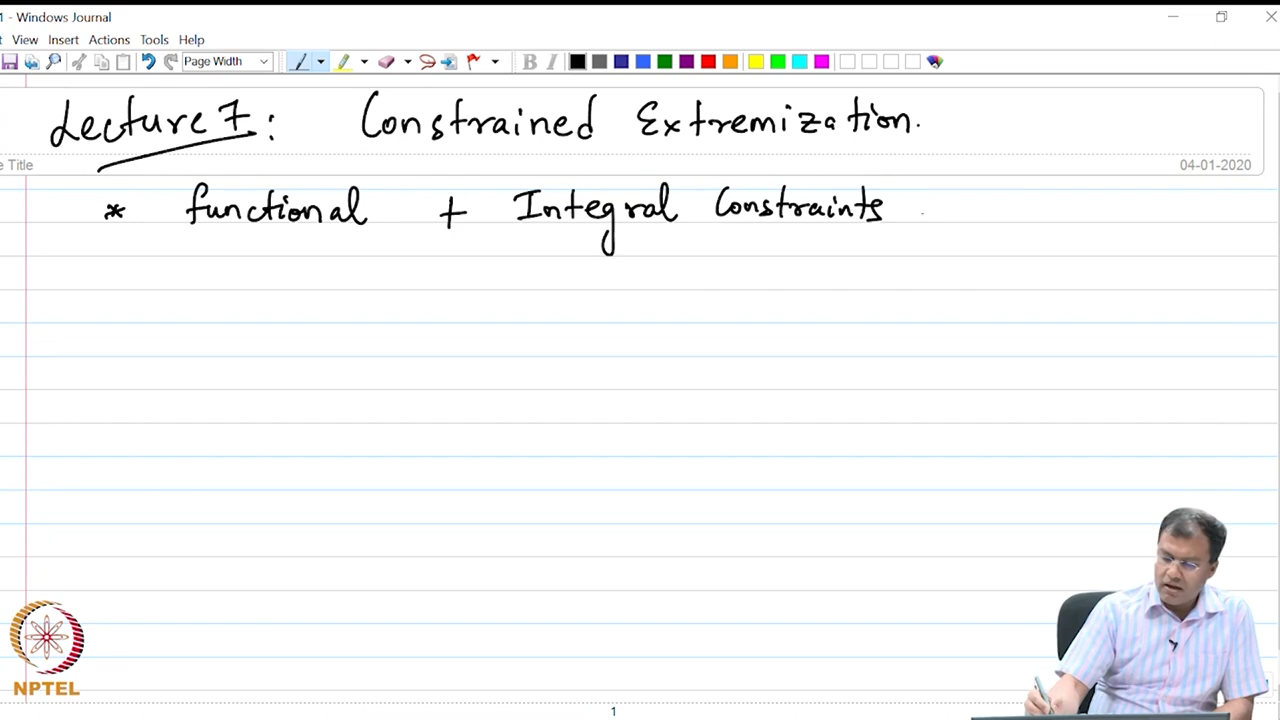 1 - Windows Journal
t View Insert Actions Tools Help
Page Width
B I
Lecture 7: Constrained Extremization.
e Title
04-01-2020
* functional + Integral Constraints
NPTEL
1